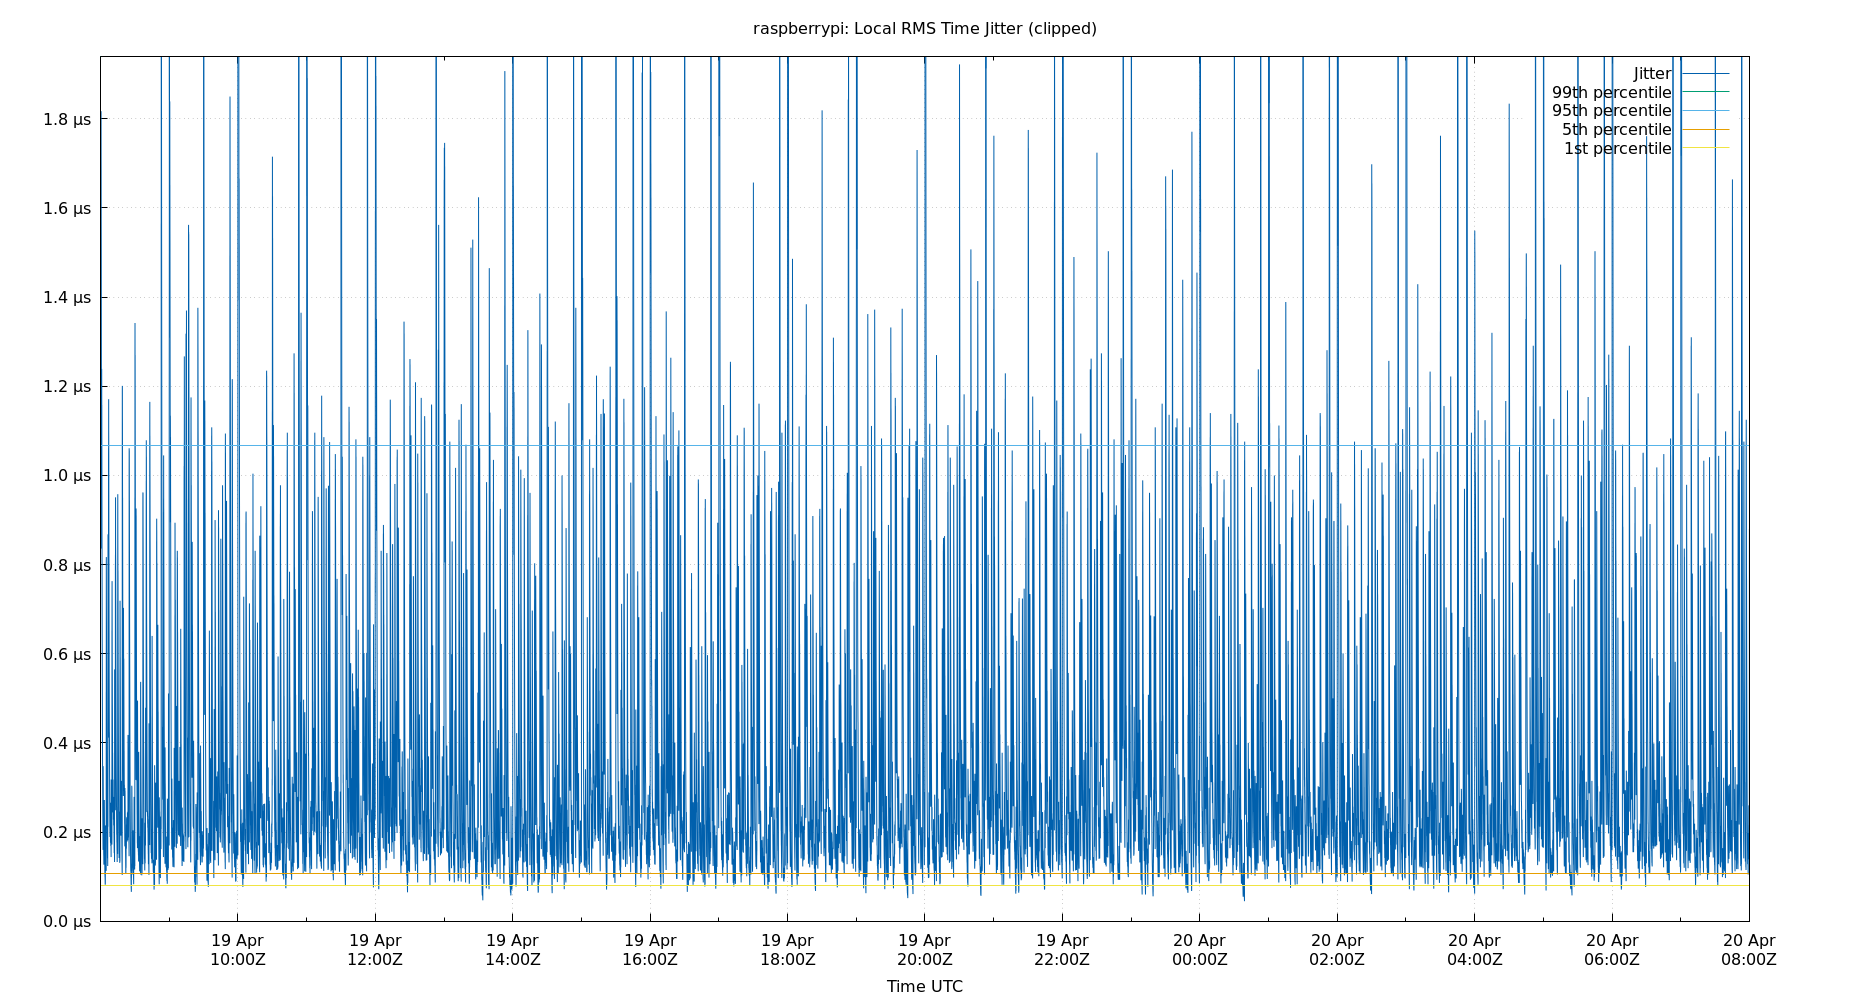 raspberrypi: Local RMS Time Jitter (clipped)
Jitter
99th percentile
95th percentile
5th percentile
1st percentile
1.8 µs
1.6 µs
1.4 µs
1.2 µs
1.0 µs
0.8 µs
0.6 µs
0.4 µs
0.2 µs
0.0 µs
19 Apr 19 Apr 19 Apr 19 Apr 19 Apr 19 Apr 19 Apr 20 Apr 20 Apr 20 Apr 20 Apr 20 Apr
10:00Z 12:00Z 14:00Z 16:00Z 18:00Z 20:00Z 22:00Z 00:00Z 02:00Z 04:00Z 06:00Z 08:00Z
Time UTC